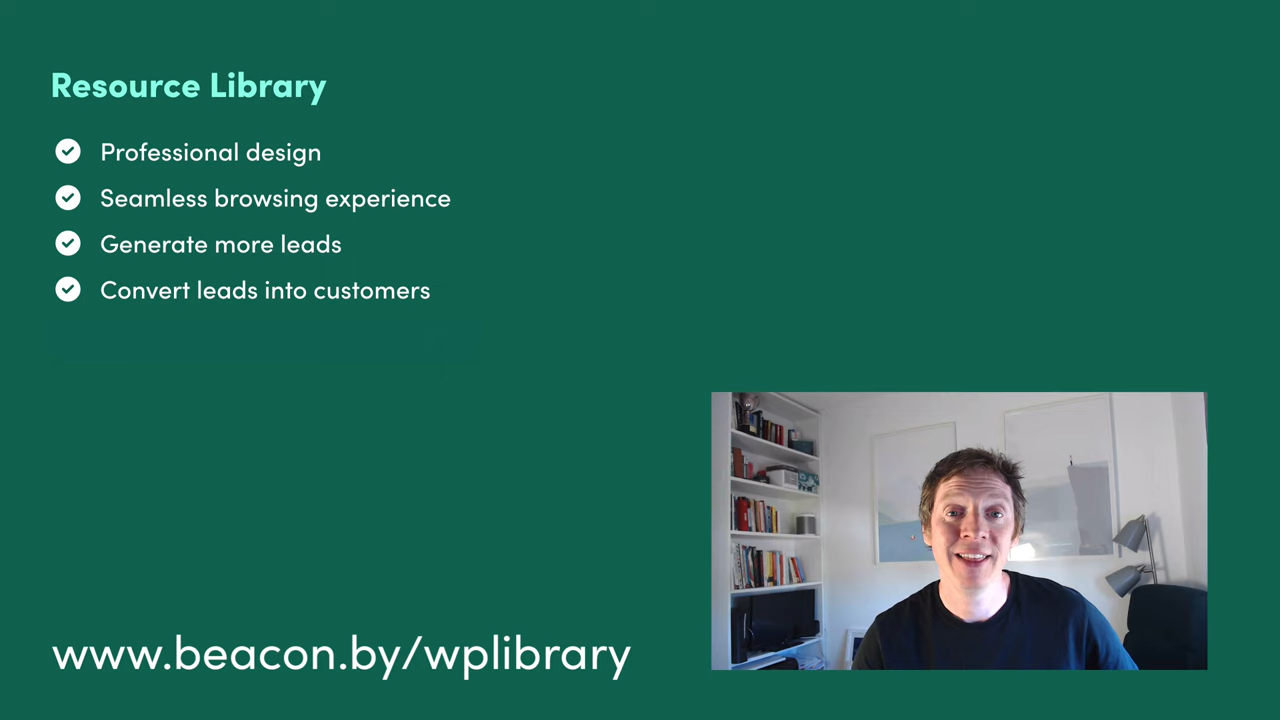 Resource Library
Professional design
Seamless browsing experience
Generate more leads
Convert leads into customers
www.beacon.by/wplibrary